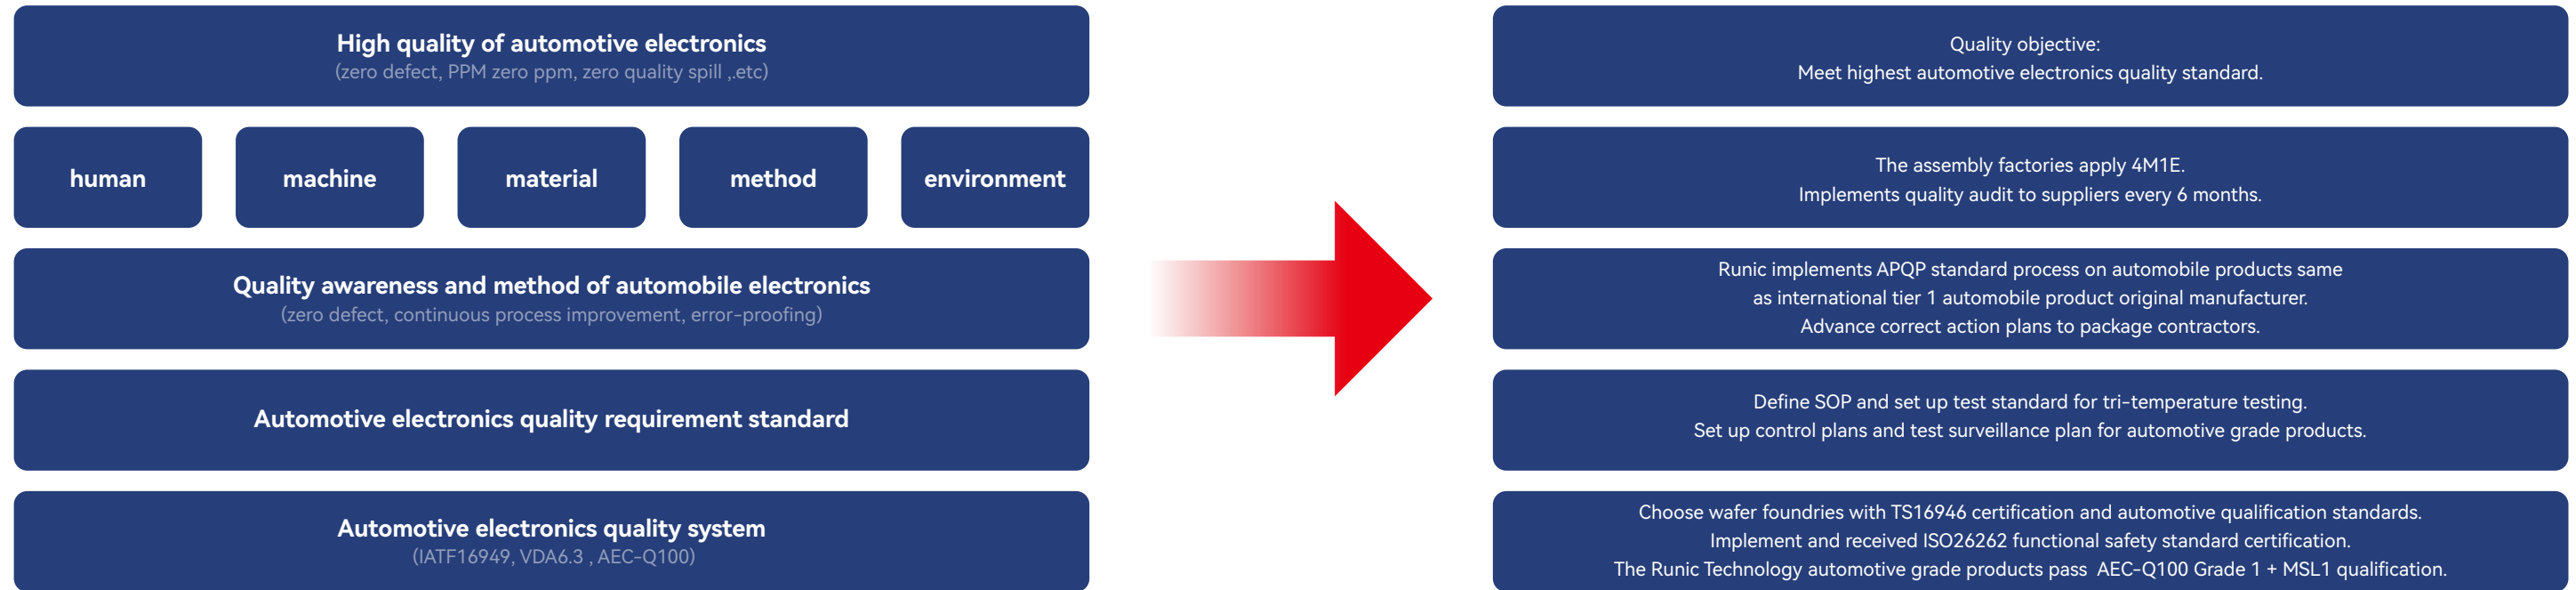 High quality of automotive electronics
(zero defect, PPM zero ppm, zero quality spill ,.etc)
human
machine
material
method
environment
Quality awareness and method of automobile electronics
(zero defect, continuous process improvement, error-proofing)
Automotive electronics quality requirement standard
Automotive electronics quality system
(IATF16949, VDA6.3 , AEC-Q100)
Quality objective:
Meet highest automotive electronics quality standard.
The assembly factories apply 4M1E.
Implements quality audit to suppliers every 6 months.
Runic implements APQP standard process on automobile products same
as international tier 1 automobile product original manufacturer.
Advance correct action plans to package contractors.
Define SOP and set up test standard for tri-temperature testing.
Set up control plans and test surveillance plan for automotive grade products.
Choose wafer foundries with TS16946 certification and automotive qualification standards.
Implement and received ISO26262 functional safety standard certification.
The Runic Technology automotive grade products pass AEC-Q100 Grade 1 + MSL1 qualification.